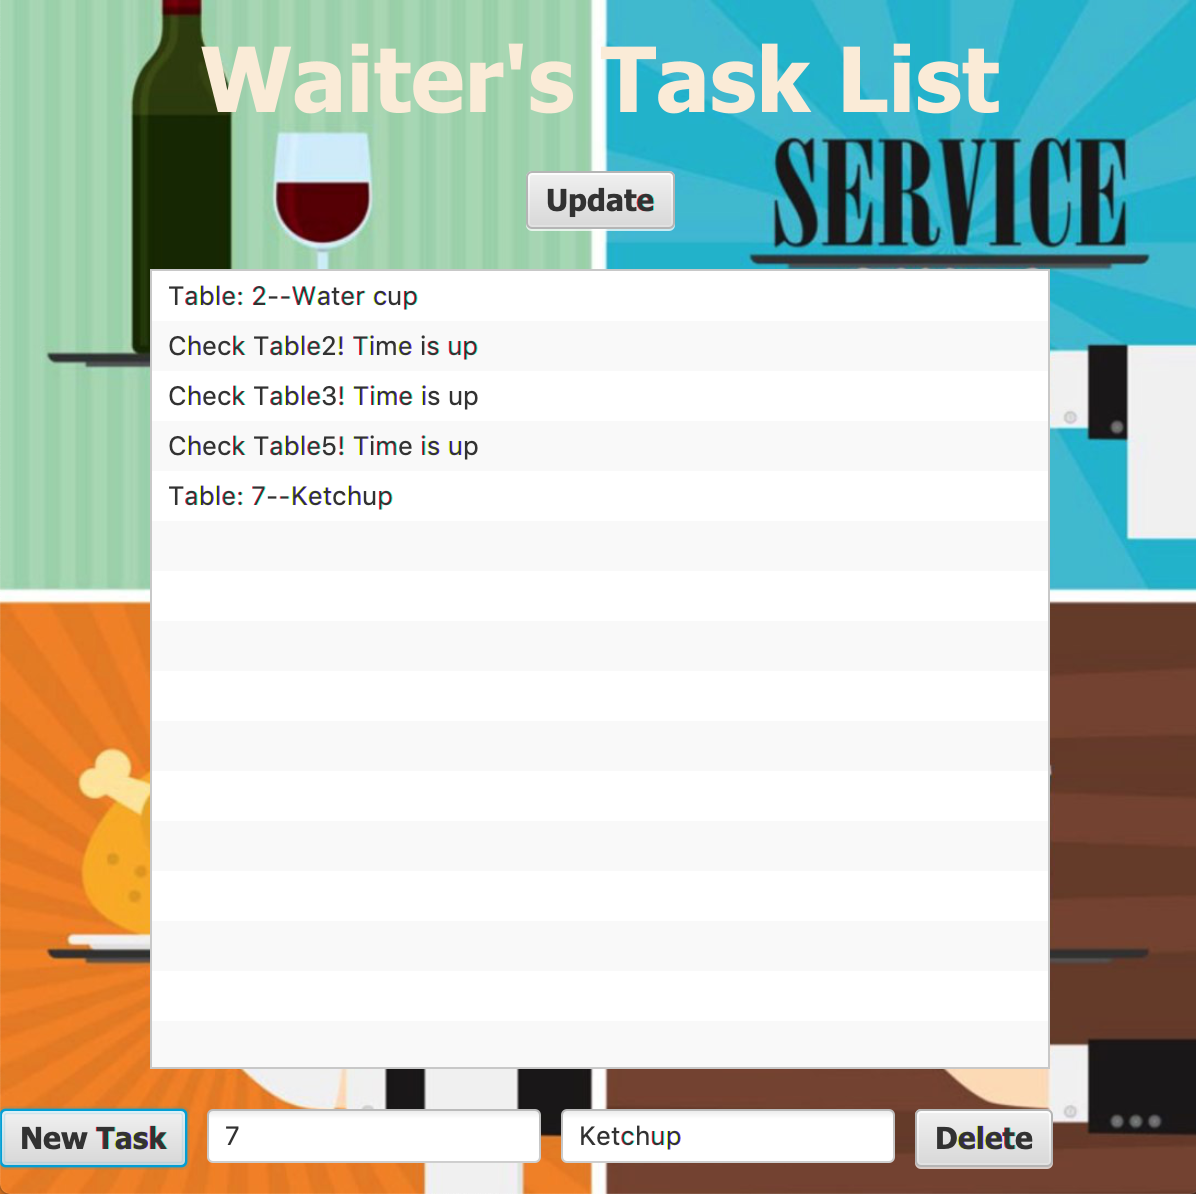 Waiter's Task List
SERVICE
Update
Table: 2--Water cup
Check Table2! Time is up
Check Table3! Time is up
Check Table5! Time is up
Table: 7--Ketchup
New Task
7
Ketchup
Delete